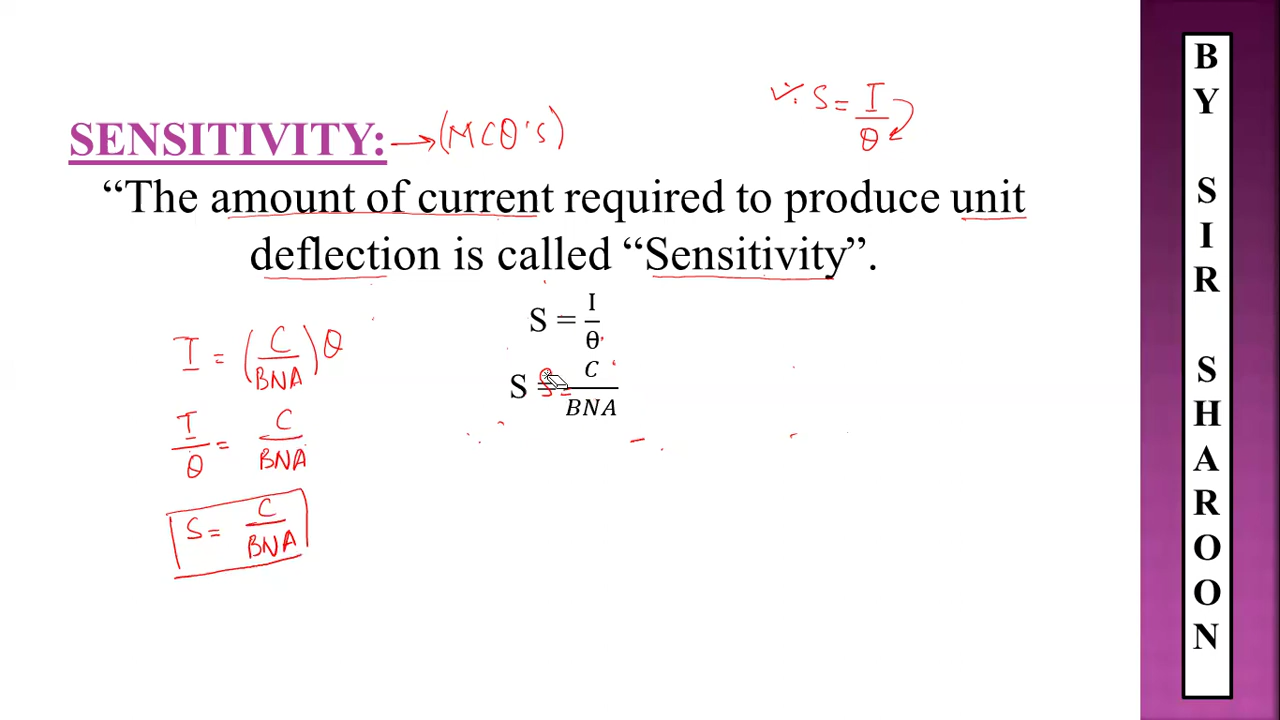 SENSITIVITY: → (MCQ'S)
∵ S = I/θ
“The amount of current required to produce unit
deflection is called “Sensitivity”.
S = I/θ
S = C/BNA
S =
I = (C/BNA) θ
I/θ = C/BNA
S = C/BNA
BY SIR SHAROON